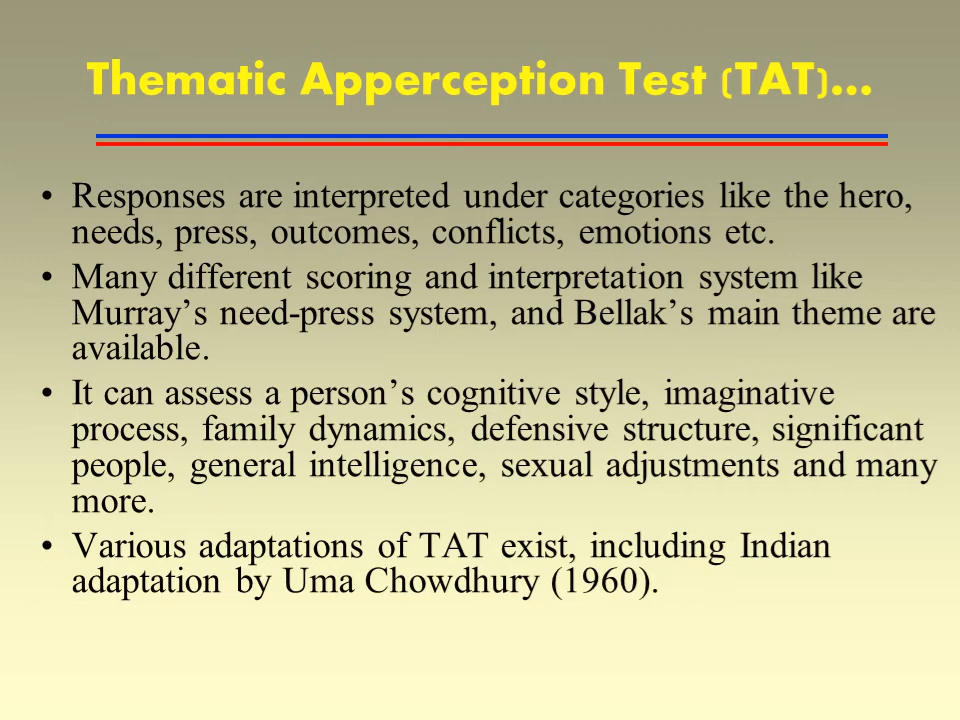 Thematic Apperception Test (TAT)...
• Responses are interpreted under categories like the hero,
needs, press, outcomes, conflicts, emotions etc.
• Many different scoring and interpretation system like
Murray’s need-press system, and Bellak’s main theme are
available.
• It can assess a person’s cognitive style, imaginative
process, family dynamics, defensive structure, significant
people, general intelligence, sexual adjustments and many
more.
• Various adaptations of TAT exist, including Indian
adaptation by Uma Chowdhury (1960).